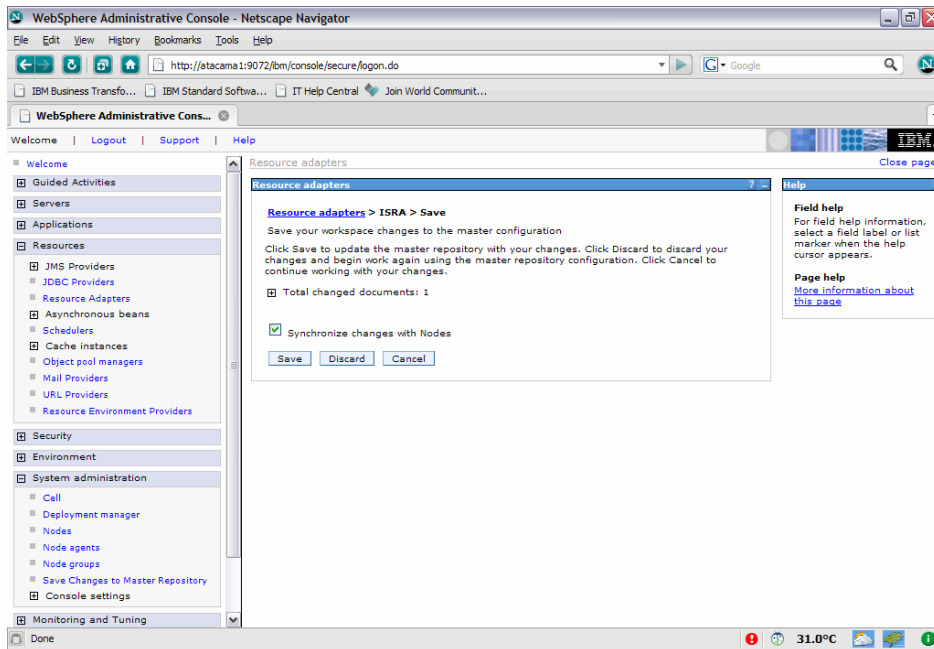 WebSphere Administrative Console - Netscape Navigator
File Edit View History Bookmarks Tools Help
http://atacama1:9072/ibm/console/secure/logon.do
G Google
IBM Business Transfo... IBM Standard Softwa... IT Help Central Join World Communit...
WebSphere Administrative Cons...
Welcome | Logout | Support | Help
IBM
Welcome
Guided Activities
Servers
Applications
Resources
JMS Providers
JDBC Providers
Resource Adapters
Asynchronous beans
Schedulers
Cache instances
Object pool managers
Mail Providers
URL Providers
Resource Environment Providers
Security
Environment
System administration
Cell
Deployment manager
Nodes
Node agents
Node groups
Save Changes to Master Repository
Console settings
Monitoring and Tuning
Resource adapters
Close page
Resource adapters ? -
Resource adapters > ISRA > Save
Save your workspace changes to the master configuration
Click Save to update the master repository with your changes. Click Discard to discard your
changes and begin work again using the master repository configuration. Click Cancel to
continue working with your changes.
Total changed documents: 1
Synchronize changes with Nodes
Save Discard Cancel
Help
Field help
For field help information,
select a field label or list
marker when the help
cursor appears.
Page help
More information about
this page
Done
31.0°C